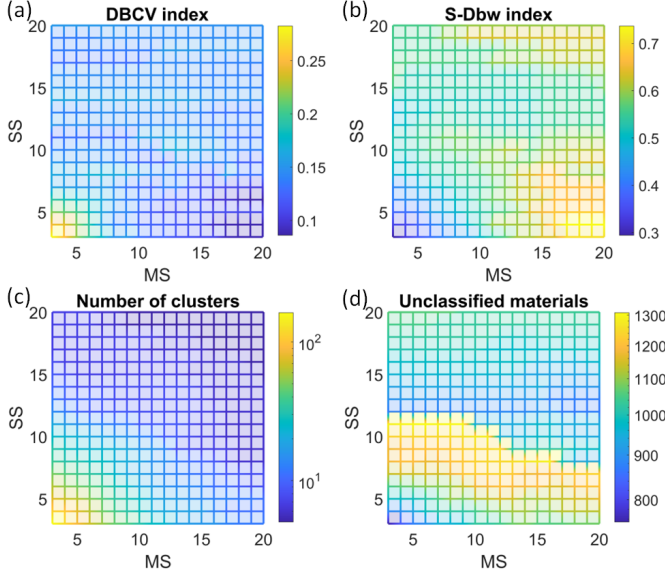 (a) DBCV index
20
15
10
5
SS
5 10 15 20
MS
0.25
0.2
0.15
0.1
(b) S-Dbw index
20
15
10
5
SS
5 10 15 20
MS
0.7
0.6
0.5
0.4
0.3
(c) Number of clusters
20
15
10
5
SS
5 10 15 20
MS
10²
10¹
(d) Unclassified materials
20
15
10
5
SS
5 10 15 20
MS
1300
1200
1100
1000
900
800